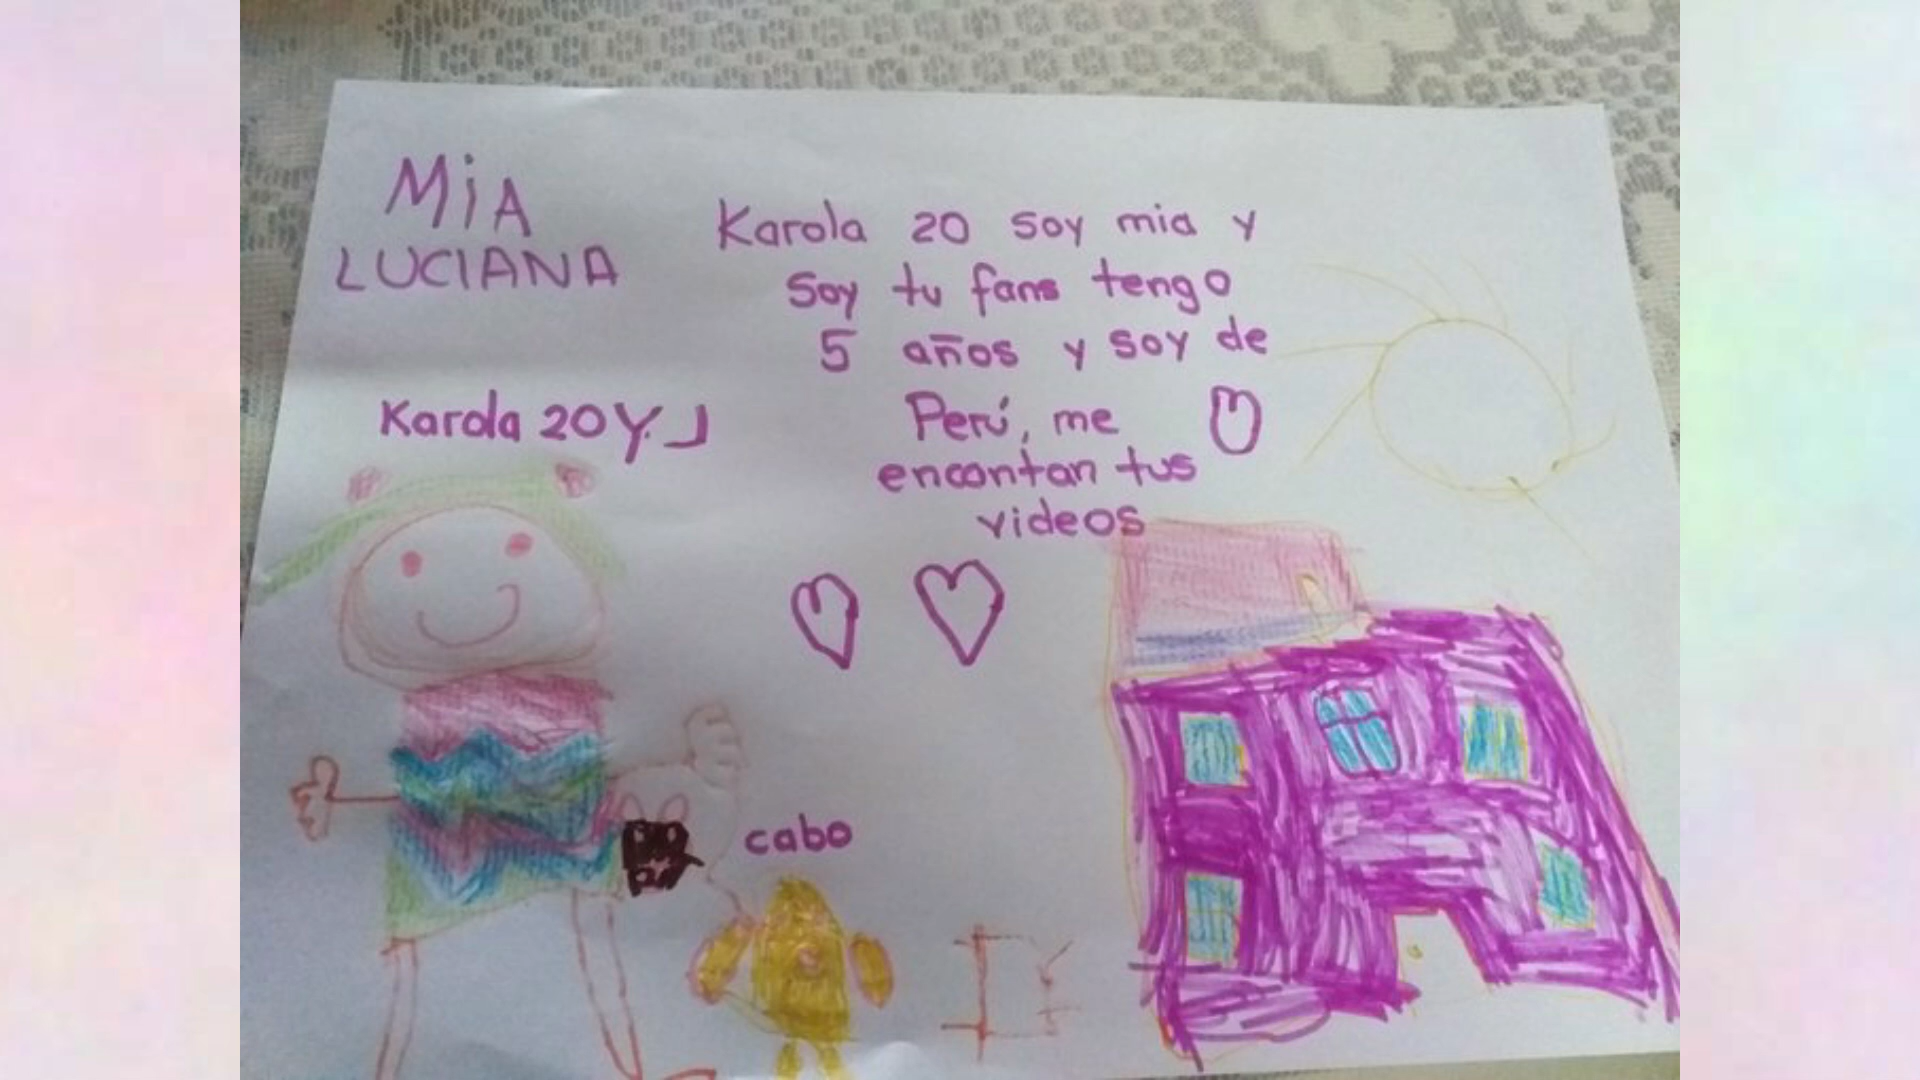 MiA
LUCIANA
Karola 20 soy mia y
soy tu fans tengo
5 años y soy de
Perú, me
encontan tus
videos
Karola 20 Y J
cabo